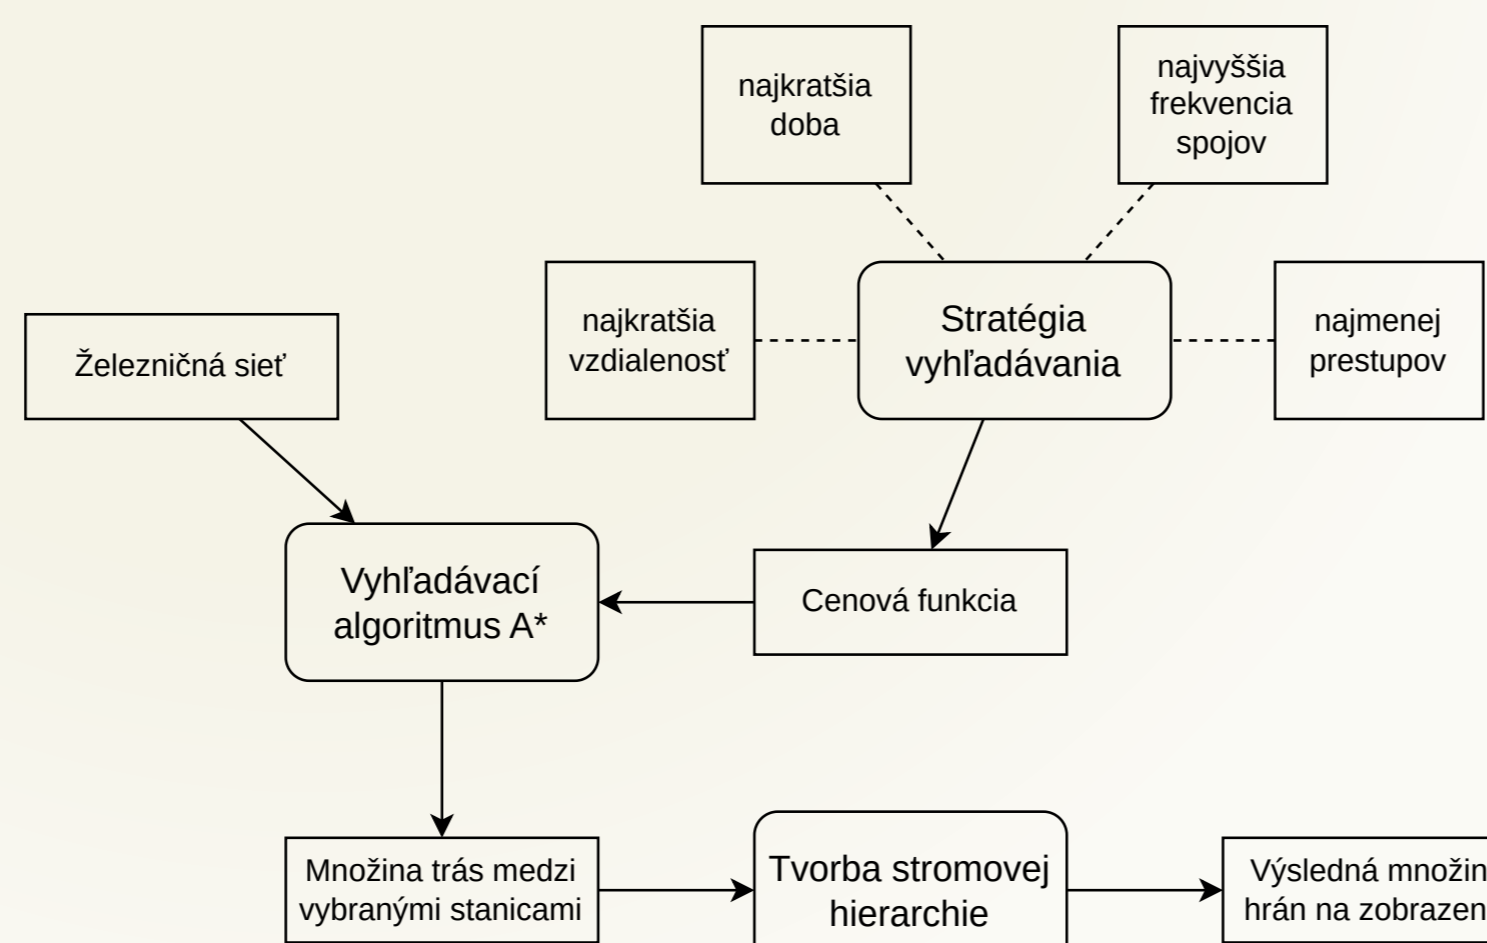 najkratšia
doba
najvyššia
frekvencia
spojov
najkratšia
vzdialenosť
Stratégia
vyhľadávania
najmenej
prestupov
Železničná sieť
Vyhľadávací
algoritmus A*
Cenová funkcia
Množina trás medzi
vybranými stanicami
Tvorba stromovej
hierarchie
Výsledná množin
hrán na zobrazen